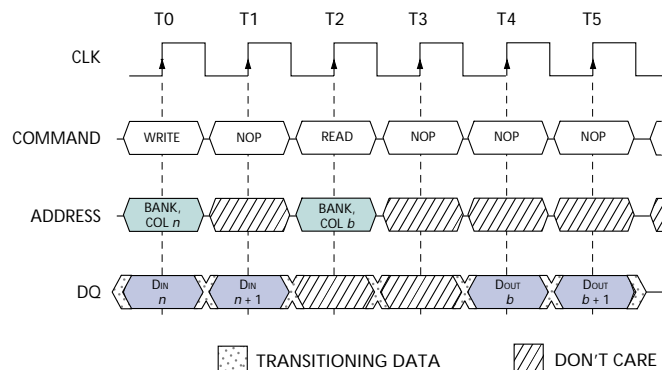 T0 T1 T2 T3 T4 T5
CLK
COMMAND WRITE NOP READ NOP NOP NOP
ADDRESS BANK, COL n BANK, COL b
DQ DIN n DIN n + 1 DOUT b DOUT b + 1
TRANSITIONING DATA DON'T CARE